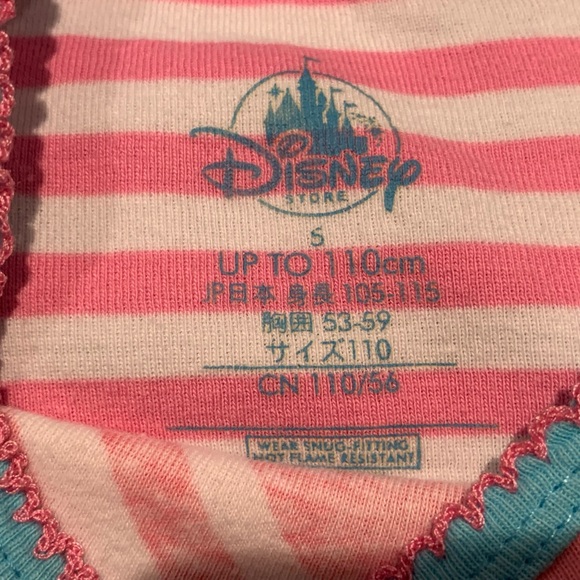 Disney
STORE
S
UP TO 110cm
JP日本 身長 105-115
胸囲 53-59
サイズ110
CN 110/56
WEAR SNUG-FITTING
NOT FLAME RESISTANT